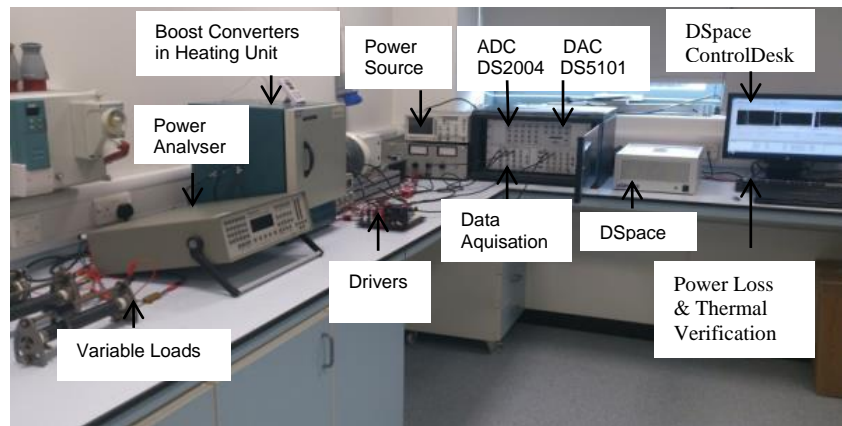 Boost Converters
in Heating Unit
Power
Source
ADC
DS2004
DAC
DS5101
DSpace
ControlDesk
Power
Analyser
Data
Aquisation
DSpace
Drivers
Power Loss
& Thermal
Verification
Variable Loads